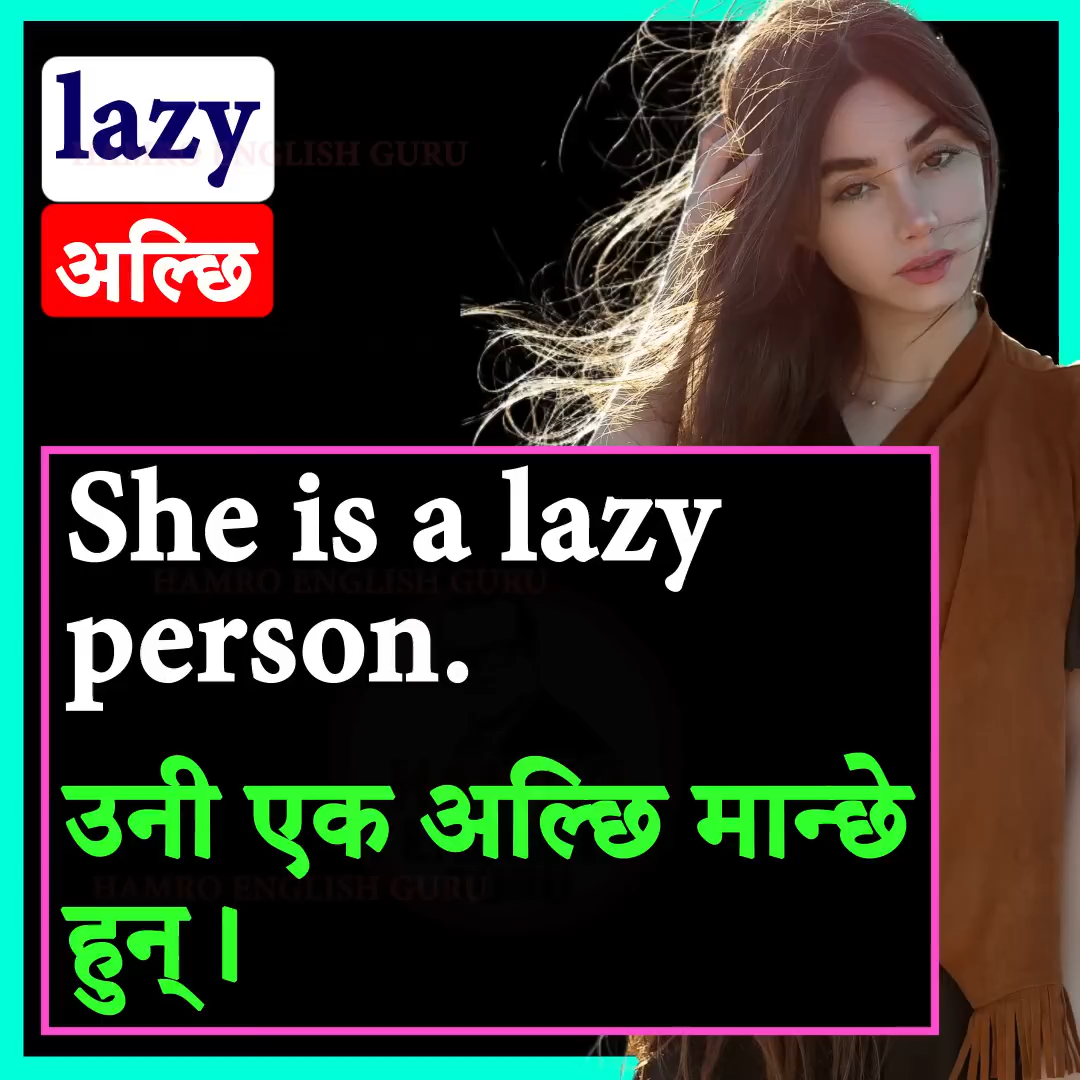 lazy
HAMRO ENGLISH GURU
अल्छि
She is a lazy
HAMRO ENGLISH GURU
person.
उनी एक अल्छि मान्छे
HAMRO ENGLISH GURU
हुन् ।